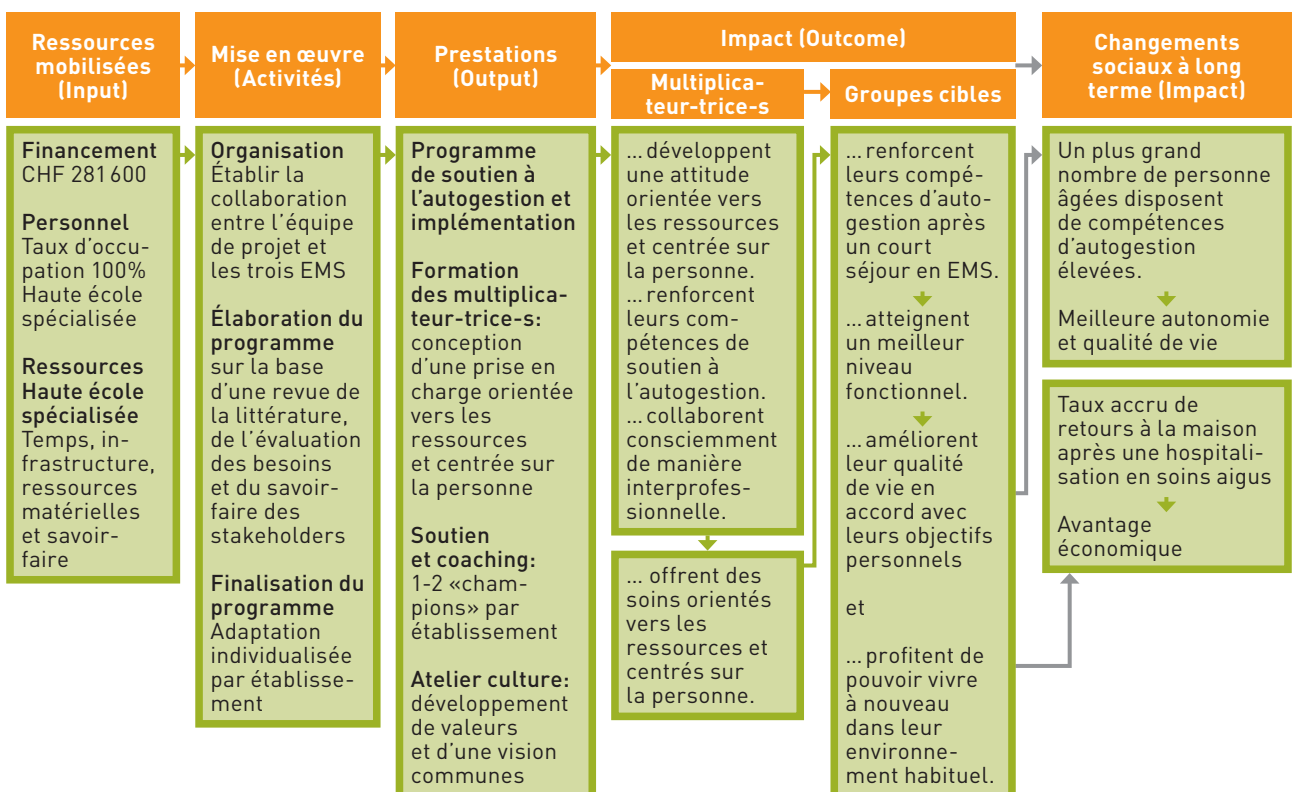 Ressources
mobilisées
(Input)
Mise en œuvre
(Activités)
Prestations
(Output)
Impact (Outcome)
Multiplica-
teur-trice-s
Groupes cibles
Changements
sociaux à long
terme (Impact)
Financement
CHF 281 600
Personnel
Taux d'occu-
pation 100%
Haute école
spécialisée
Ressources
Haute école
spécialisée
Temps, in-
frastructure,
ressources
matérielles
et savoir-
faire
Organisation
Établir la
collaboration
entre l'équipe
de projet et
les trois EMS
Élaboration du
programme
sur la base
d'une revue de
la littérature,
de l'évaluation
des besoins
et du savoir-
faire des
stakeholders
Finalisation du
programme
Adaptation
individualisée
par établisse-
ment
Programme
de soutien à
l'autogestion et
implémentation
Formation
des multiplica-
teur-trice-s:
conception
d'une prise en
charge orientée
vers les
ressources
et centrée sur
la personne
Soutien
et coaching:
1-2 «cham-
pions» par
établissement
Atelier culture:
développement
de valeurs
et d'une vision
communes
... développent
une attitude
orientée vers
les ressources
et centrée sur
la personne.
... renforcent
leurs com-
pétences de
soutien à
l'autogestion.
... collaborent
consciemment
de manière
interprofes-
sionnelle.
... offrent des
soins orientés
vers les
ressources et
centrés sur
la personne.
... renforcent
leurs compé-
tences d'auto-
gestion après
un court
séjour en EMS.
... atteignent
un meilleur
niveau
fonctionnel.
... améliorent
leur qualité
de vie en
accord avec
leurs objectifs
personnels
et
... profitent de
pouvoir vivre
à nouveau
dans leur
environne-
ment habituel.
Un plus grand
nombre de personne
âgées disposent
de compétences
d'autogestion
élevées.
Meilleure autonomie
et qualité de vie
Taux accru de
retours à la maison
après une hospitali-
sation en soins aigus
Avantage
économique